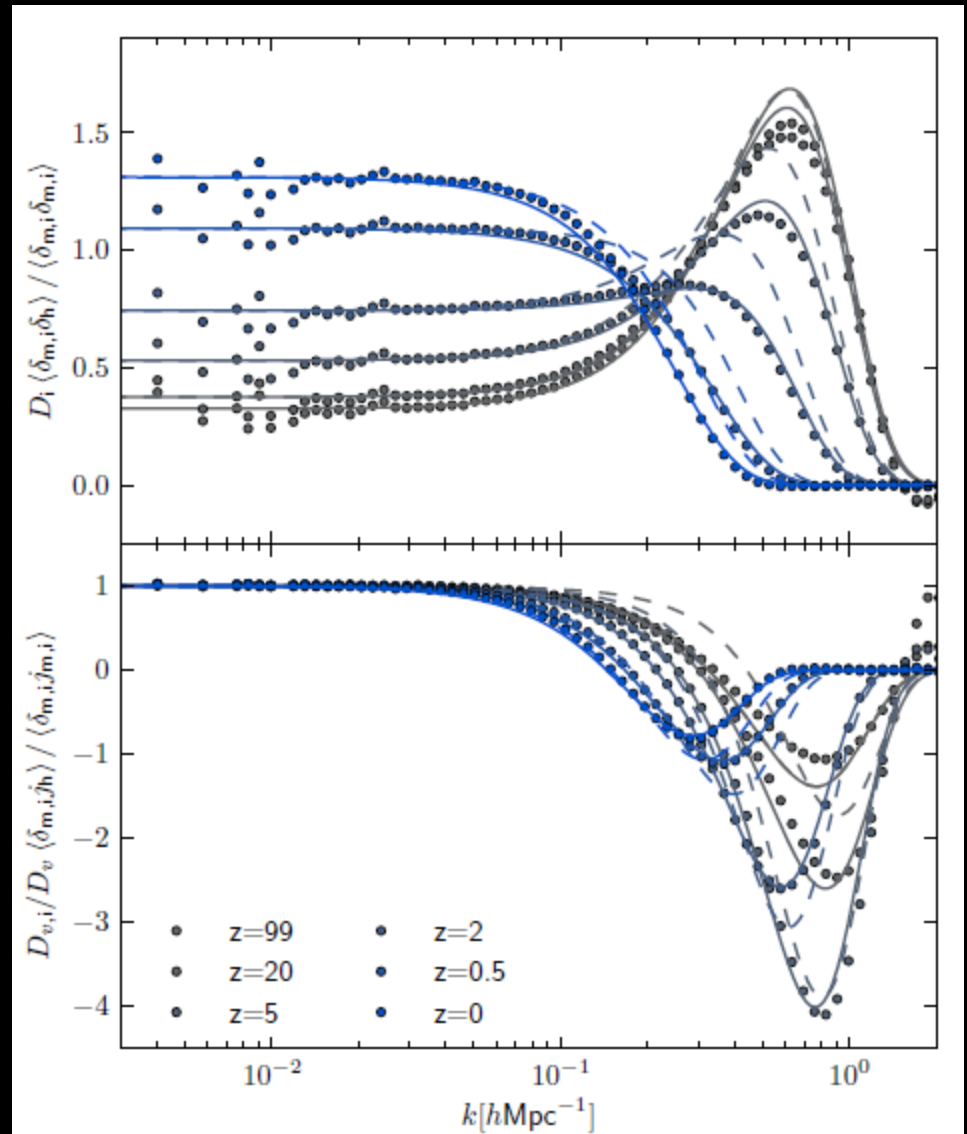 1.5
1.0
0.5
0.0
D_i ⟨δ_{m,i} δ_h⟩ / ⟨δ_{m,i} δ_{m,i}⟩
1
0
−1
−2
−3
−4
D_{v,i}/D_v ⟨δ_{m,i} j_h⟩ / ⟨δ_{m,i} j_{m,i}⟩
z=99 z=2
z=20 z=0.5
z=5 z=0
10^{−2} 10^{−1} 10^{0}
k[hMpc^{−1}]